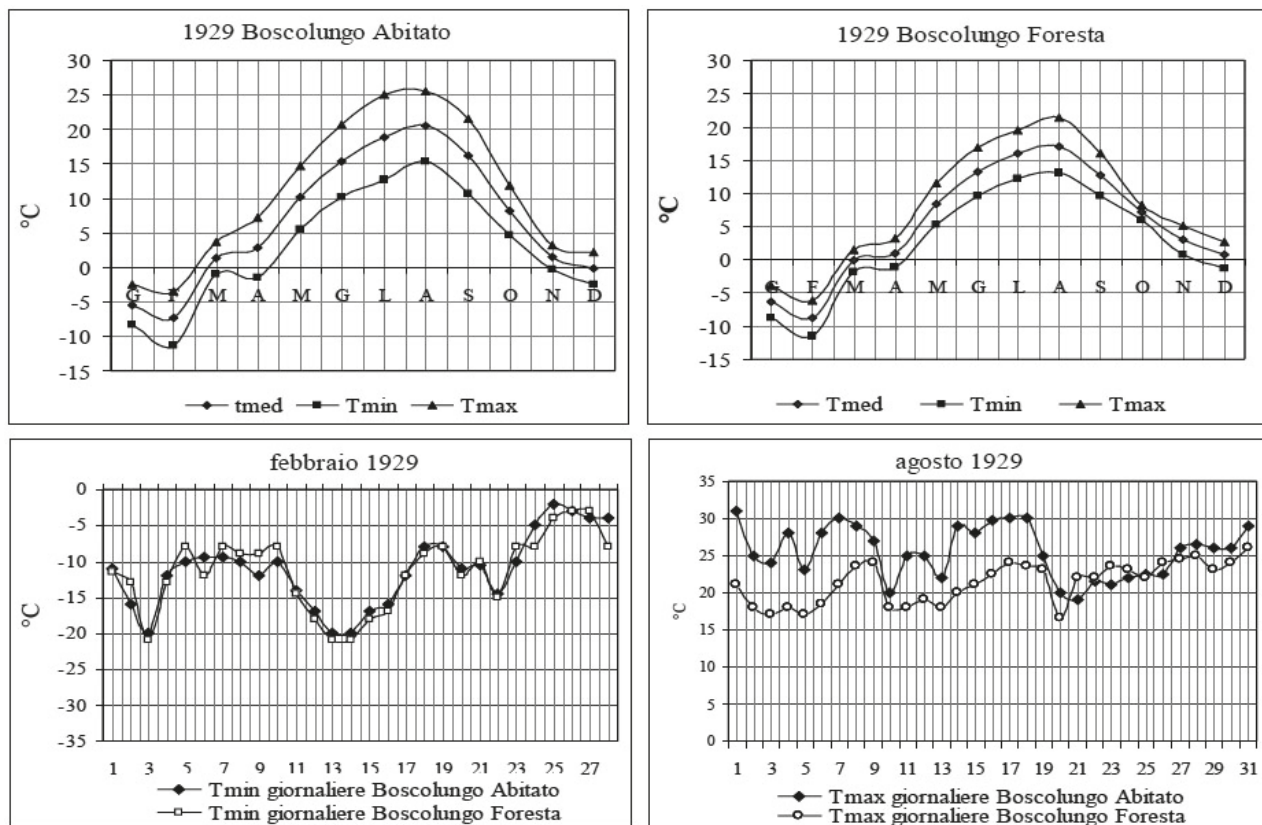 1929 Boscolungo Abitato
30
25
20
15
10
5
0
-5
-10
-15
°C
G F M A M G L A S O N D
tmed Tmin Tmax
1929 Boscolungo Foresta
30
25
20
15
10
5
0
-5
-10
-15
°C
G F M A M G L A S O N D
Tmed Tmin Tmax
febbraio 1929
0
-5
-10
-15
-20
-25
-30
-35
°C
1 3 5 7 9 11 13 15 17 19 21 23 25 27
Tmin giornaliere Boscolungo Abitato
Tmin giornaliere Boscolungo Foresta
agosto 1929
35
30
25
20
15
10
5
0
°C
1 3 5 7 9 11 13 15 17 19 21 23 25 27 29 31
Tmax giornaliere Boscolungo Abitato
Tmax giornaliere Boscolungo Foresta